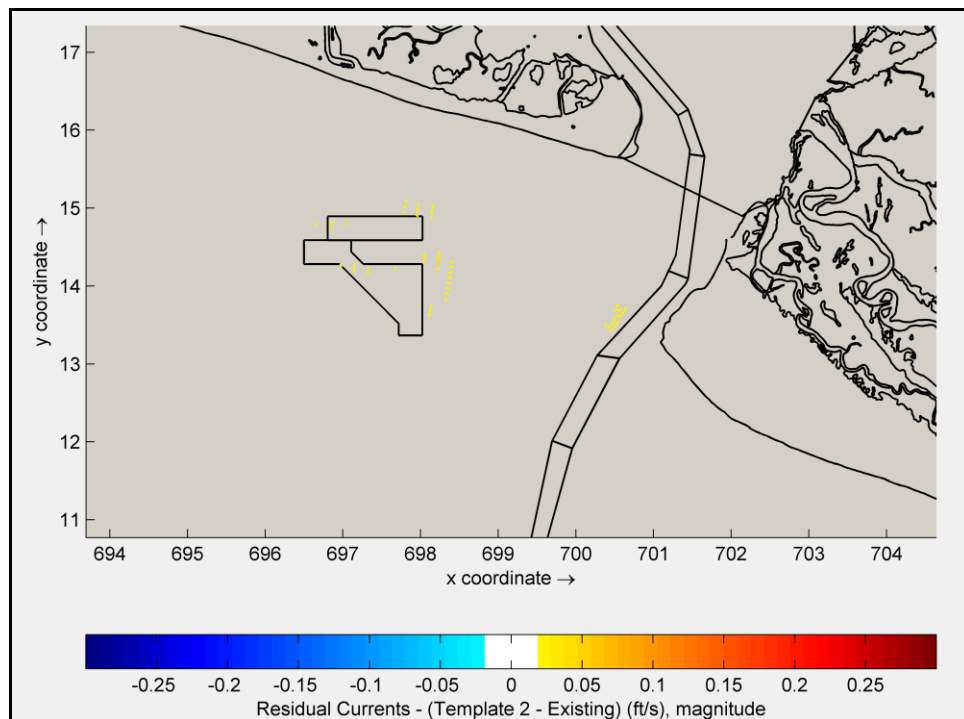 17
16
15
14
13
12
11
y coordinate →
694 695 696 697 698 699 700 701 702 703 704
x coordinate →
-0.25 -0.2 -0.15 -0.1 -0.05 0 0.05 0.1 0.15 0.2 0.25
Residual Currents - (Template 2 - Existing) (ft/s), magnitude